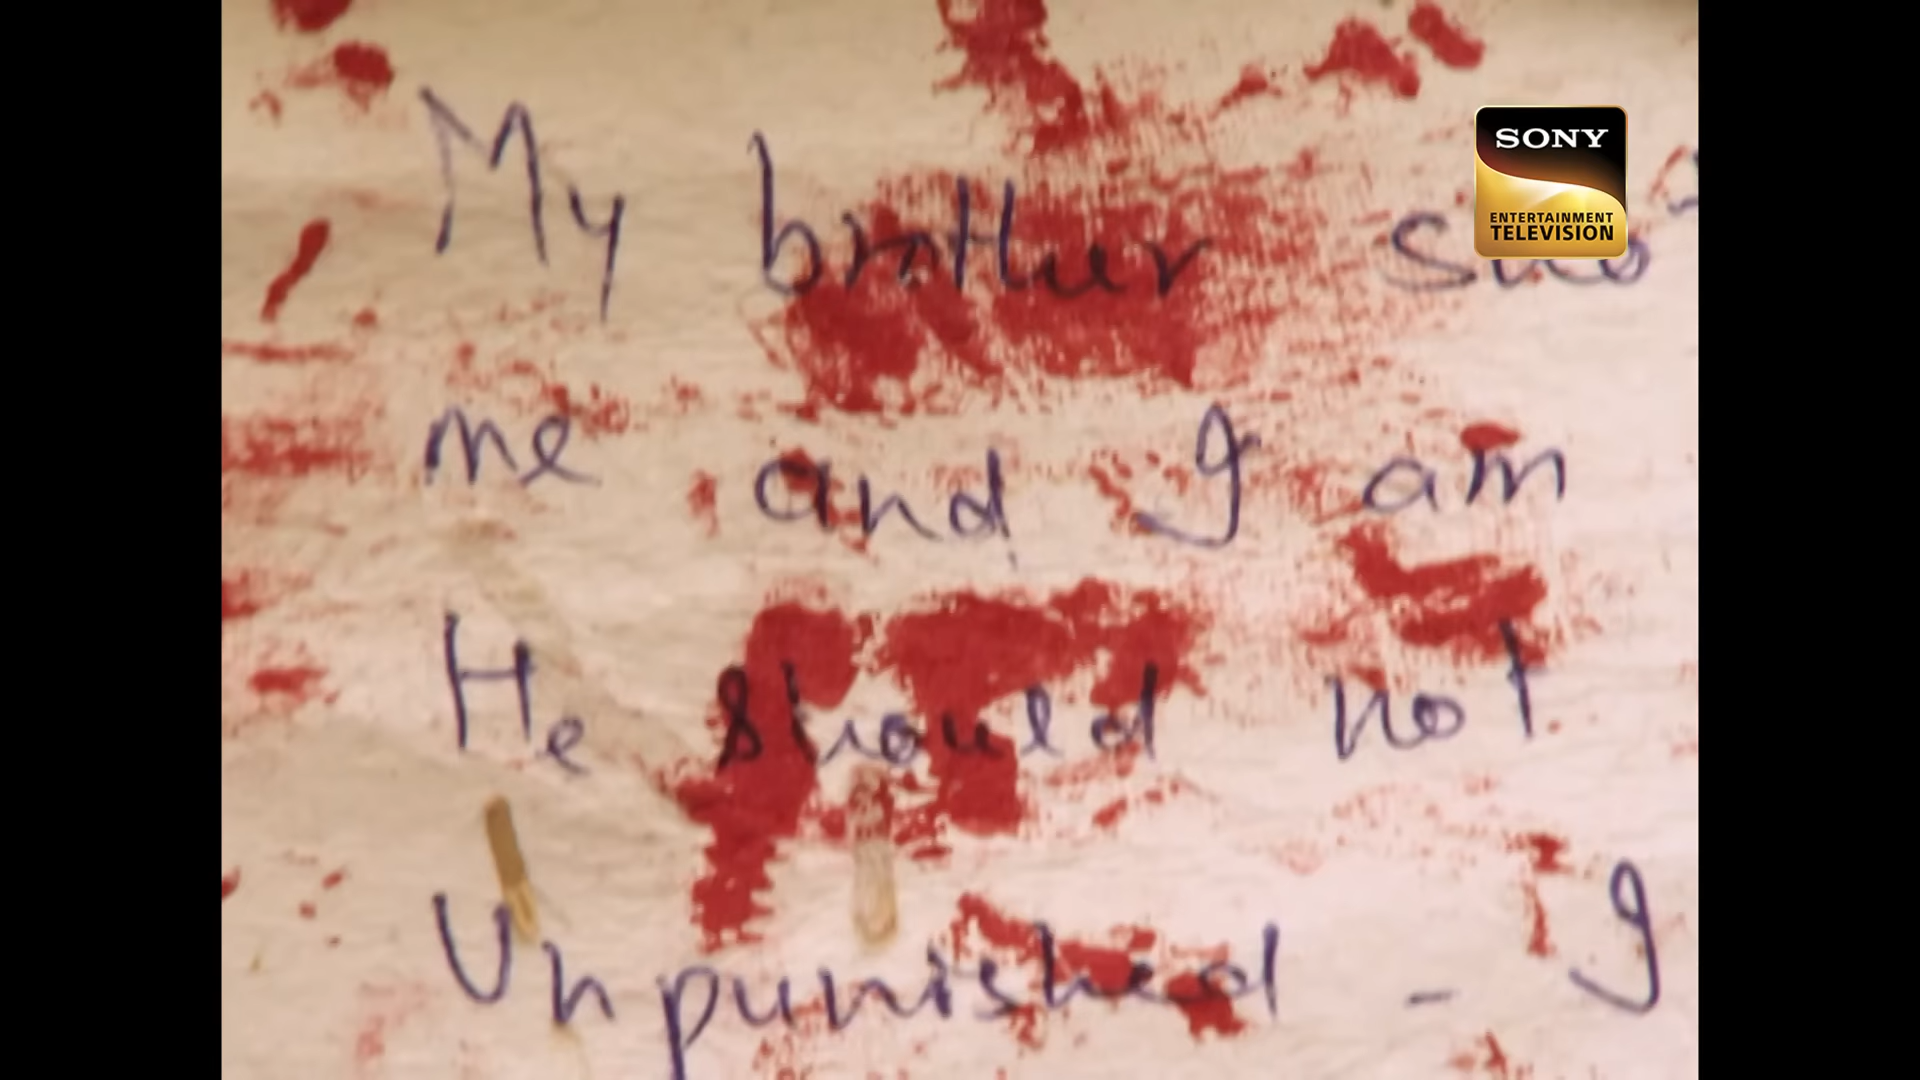 My brother
SONY
ENTERTAINMENT
TELEVISION
me and I am
He should not
Unpunished - I